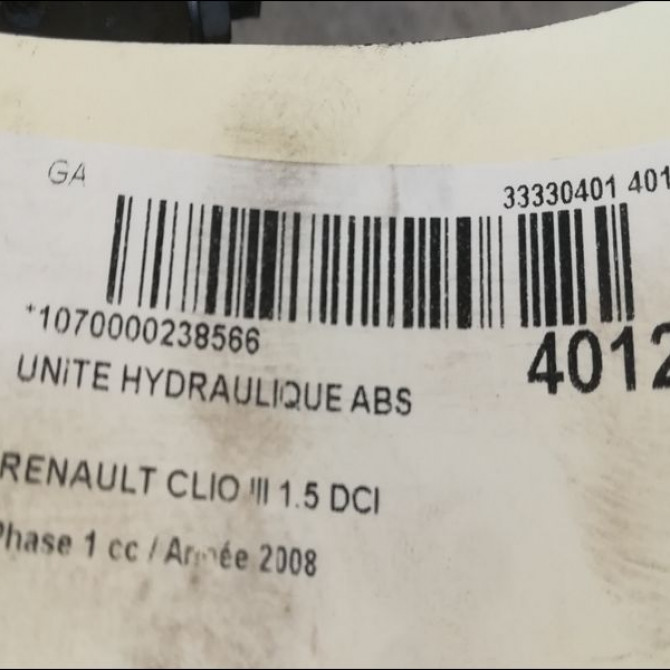 GA
33330401 401
*1070000238566
4012
UNiTE HYDRAULIQUE ABS
RENAULT CLIO III 1.5 DCI
Phase 1 cc / Année 2008